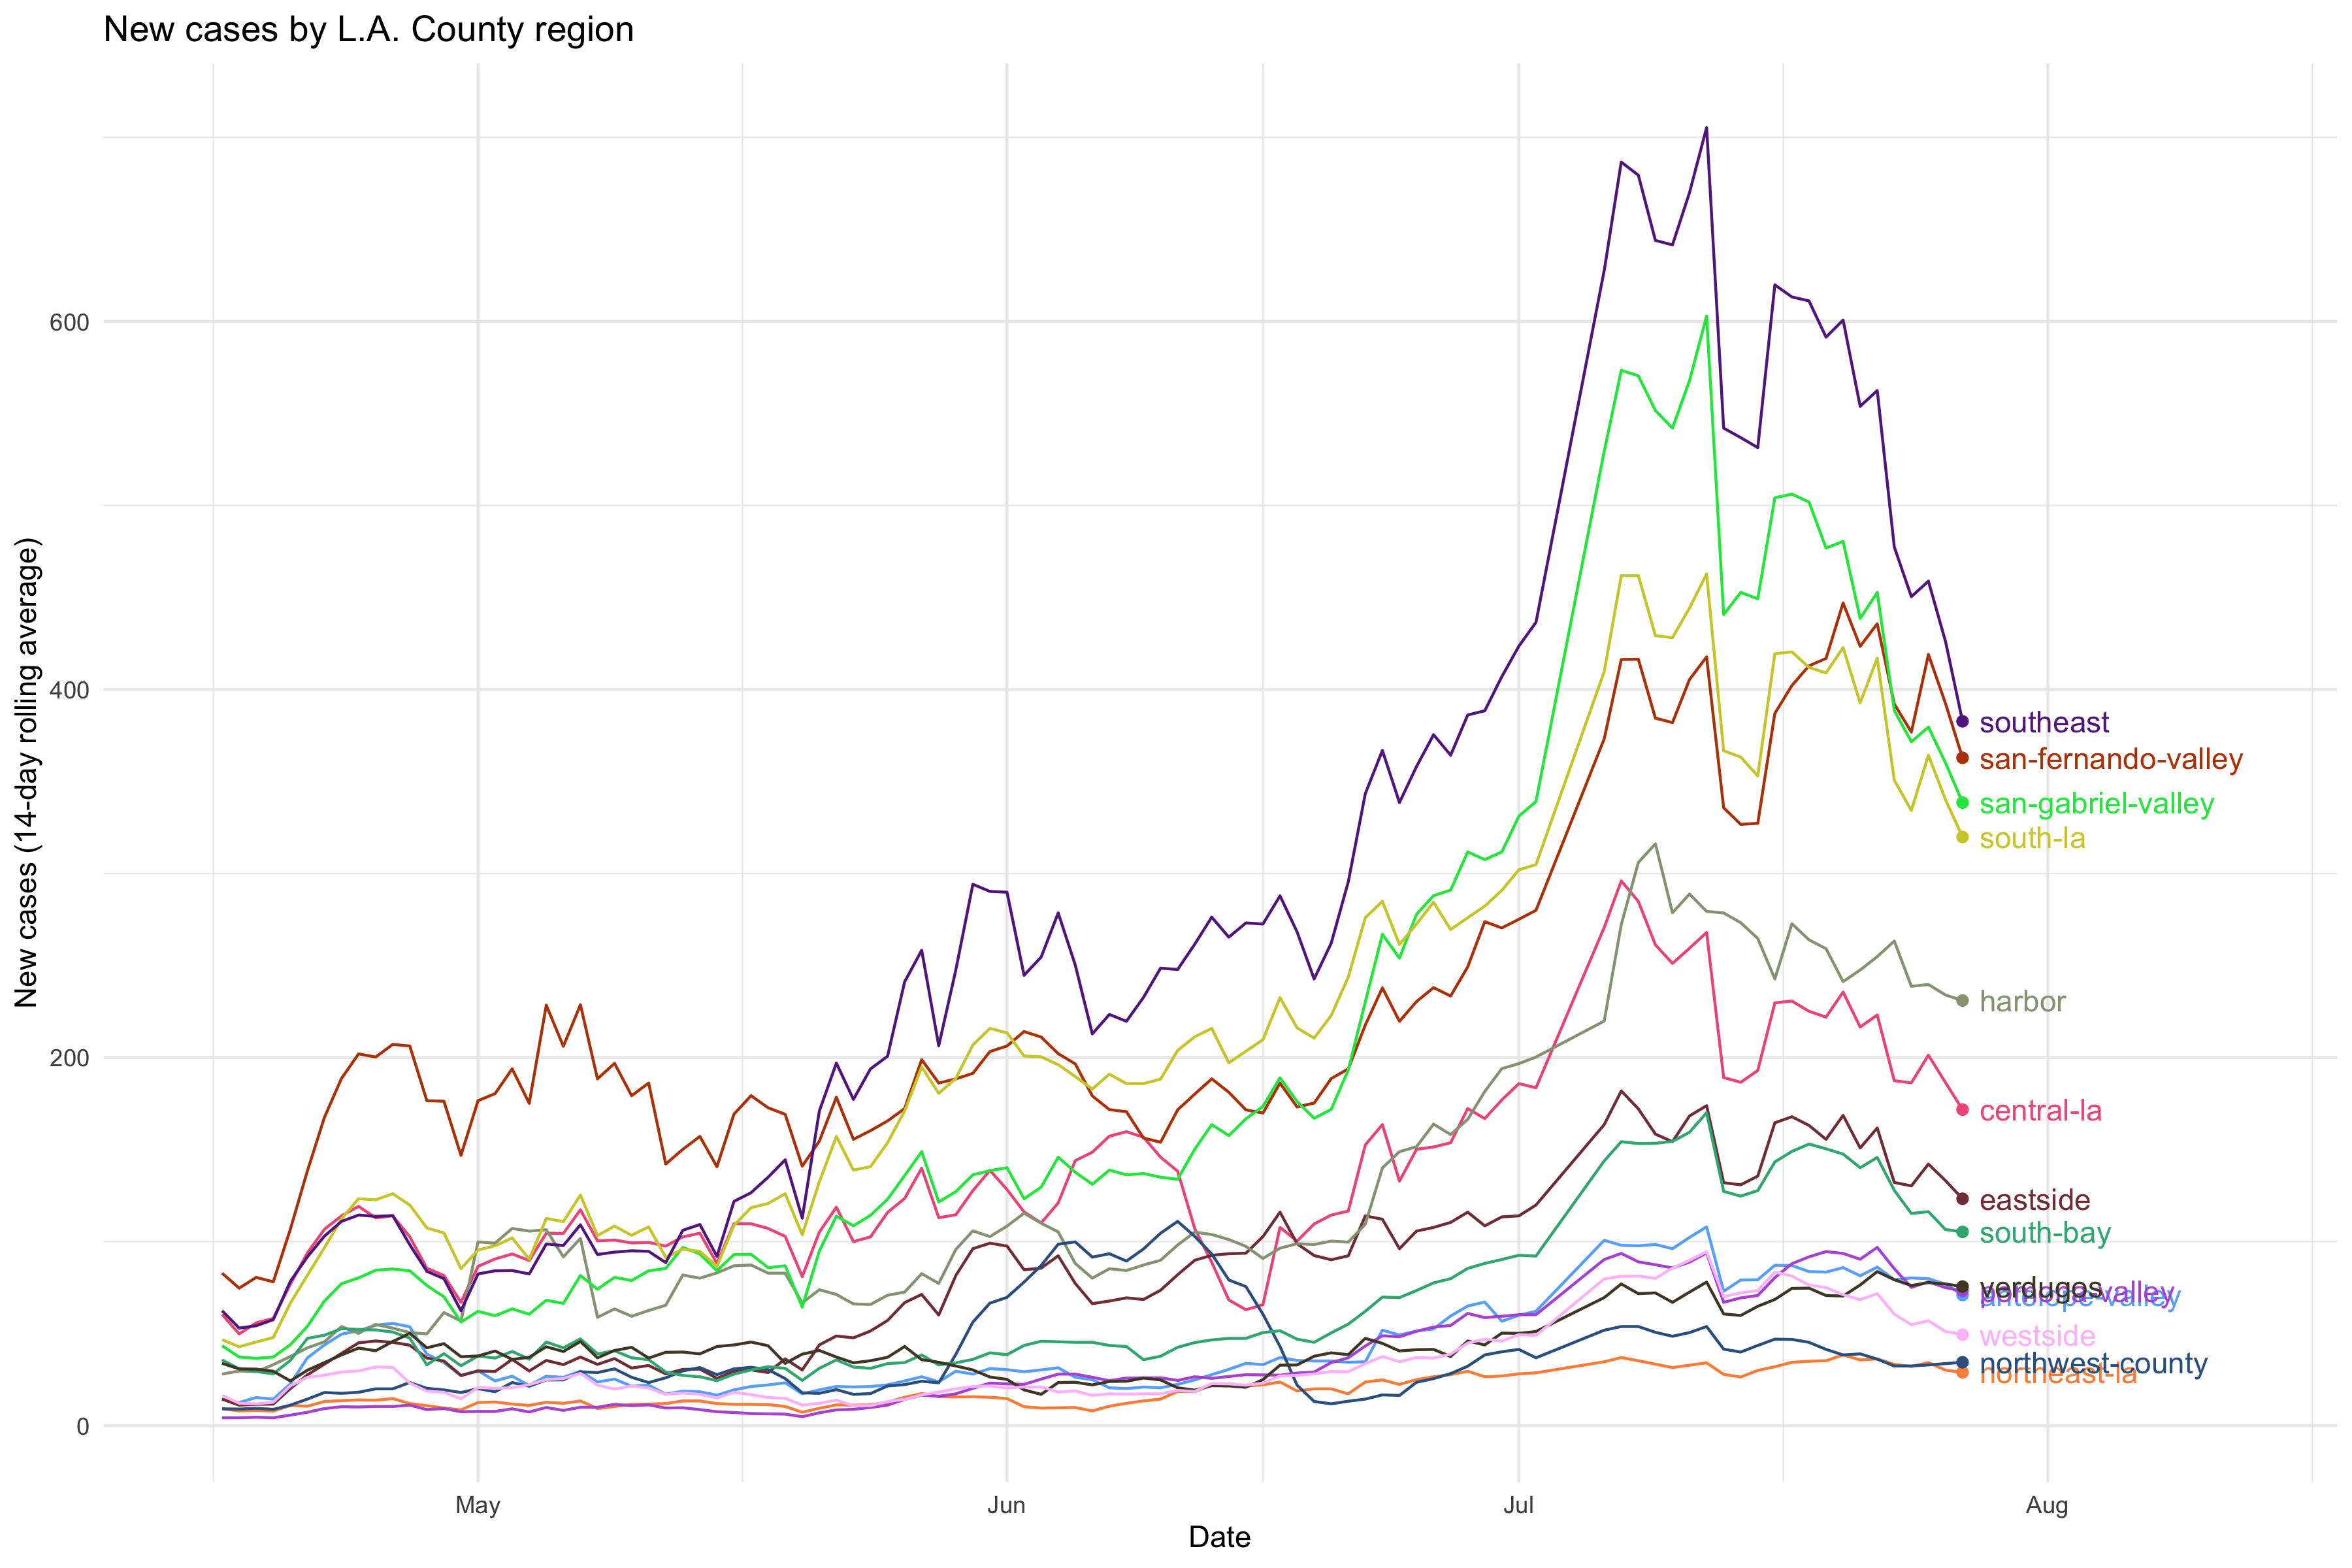 New cases by L.A. County region
New cases (14-day rolling average)
600
400
200
0
southeast
san-fernando-valley
san-gabriel-valley
south-la
harbor
central-la
eastside
south-bay
verdugos
antelope-valley
westside
northwest-county
northeast-la
May
Jun
Jul
Aug
Date